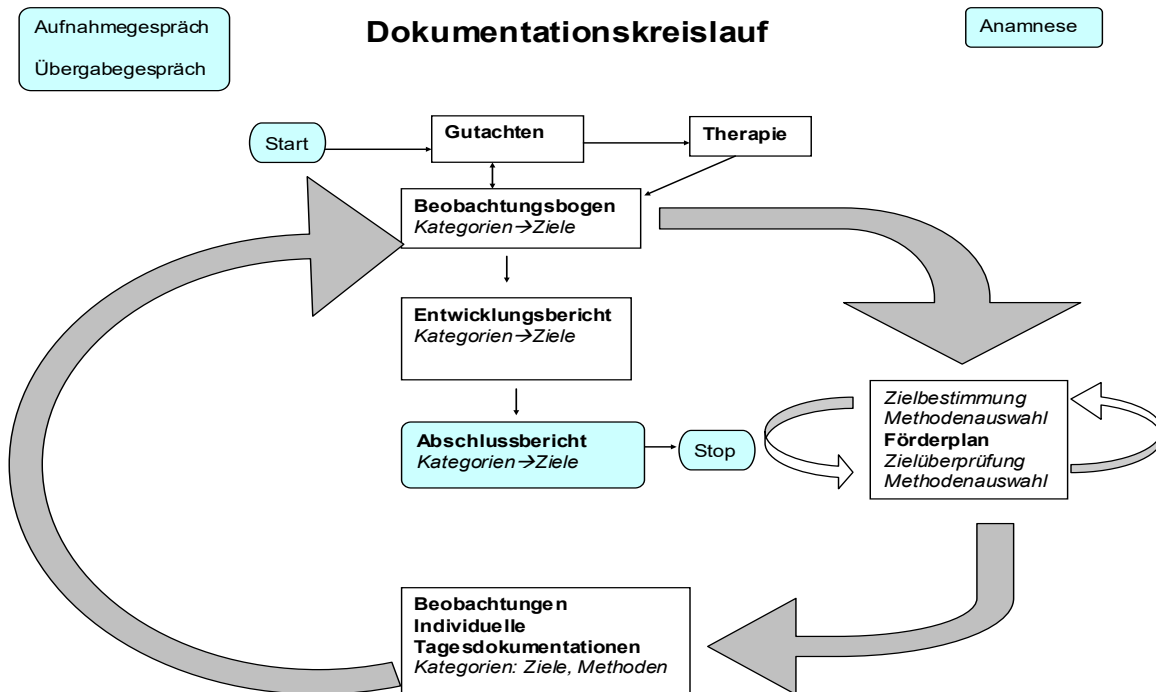 Aufnahmegespräch
Übergabegespräch
Dokumentationskreislauf
Anamnese
Start
Gutachten
Therapie
Beobachtungsbogen
Kategorien→Ziele
Entwicklungsbericht
Kategorien→Ziele
Abschlussbericht
Kategorien→Ziele
Stop
Zielbestimmung
Methodenauswahl
Förderplan
Zielüberprüfung
Methodenauswahl
Beobachtungen
Individuelle
Tagesdokumentationen
Kategorien: Ziele, Methoden